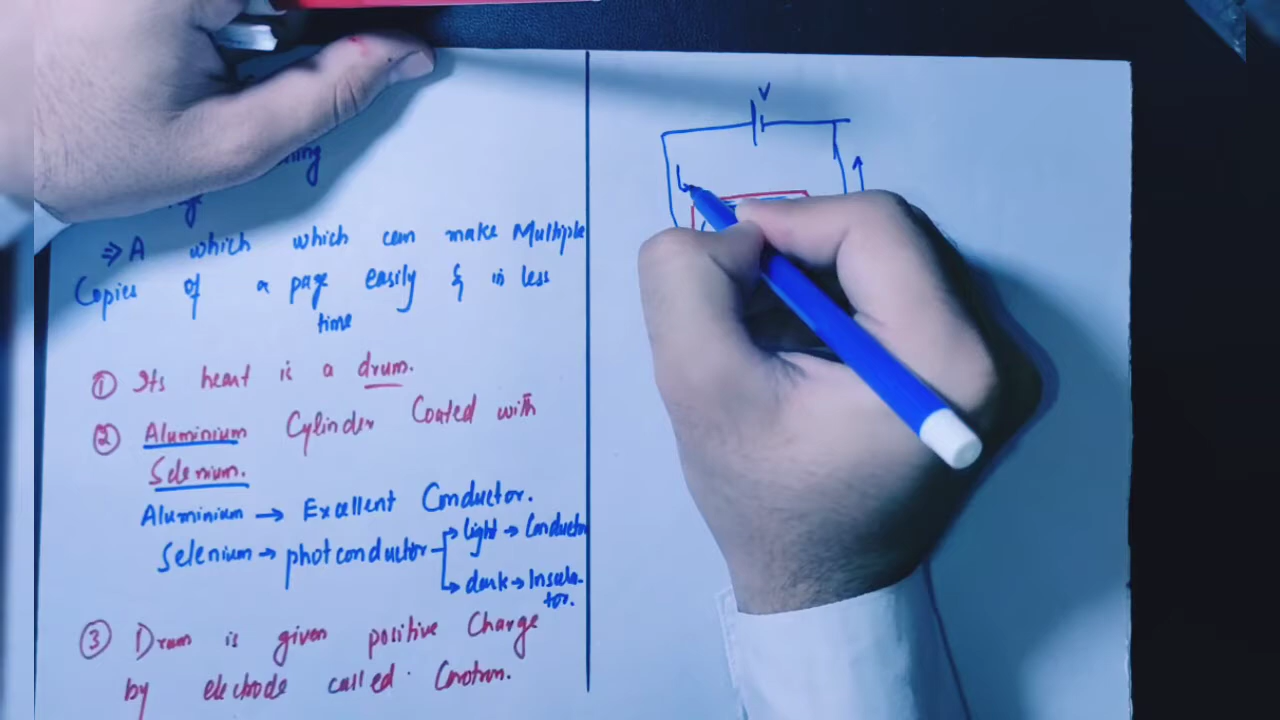 ⇒ A which which can make Multiple
Copies of a page easily & in less
time
① Its heart is a drum.
② Aluminium Cylinder Coated with
Selenium.
Aluminium → Excellent Conductor.
Selenium → photconductor → light → Conductor
→ dark → Insula-
tor.
③ Drum is given positive Charge
by electrode called Corotron.
V